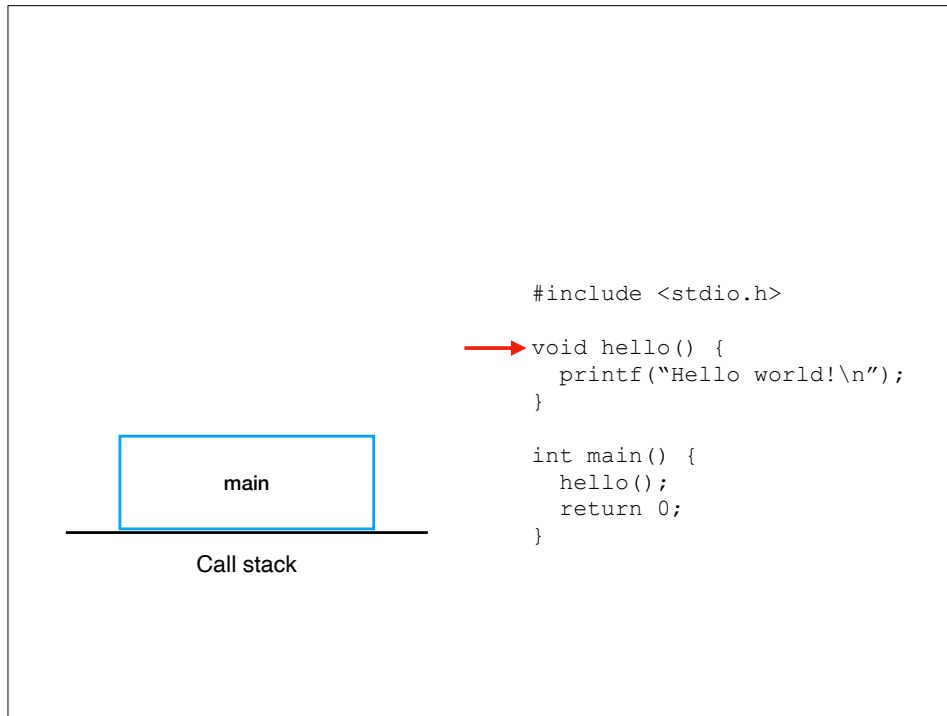 #include <stdio.h>
void hello() {
  printf(“Hello world!\n”);
}
int main() {
  hello();
  return 0;
}
main
Call stack